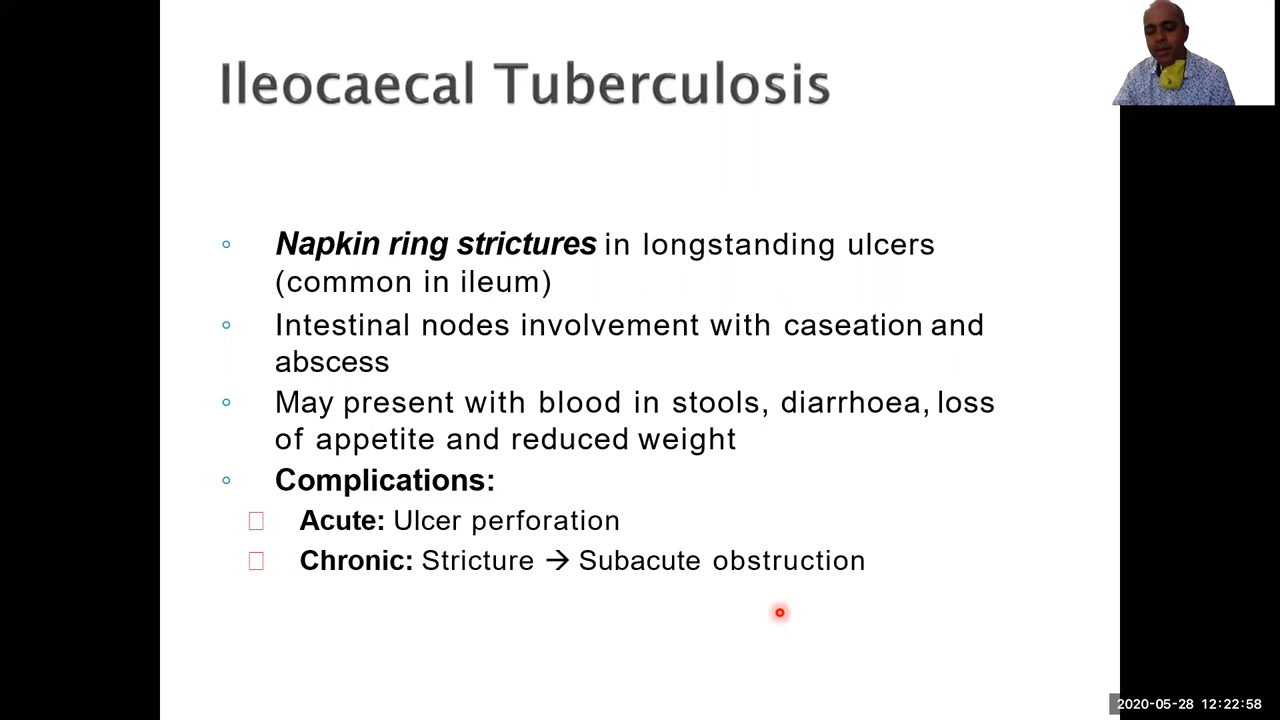 Ileocaecal Tuberculosis
Napkin ring strictures in longstanding ulcers
(common in ileum)
Intestinal nodes involvement with caseation and
abscess
May present with blood in stools, diarrhoea, loss
of appetite and reduced weight
Complications:
Acute: Ulcer perforation
Chronic: Stricture → Subacute obstruction
2020-05-28 12:22:58